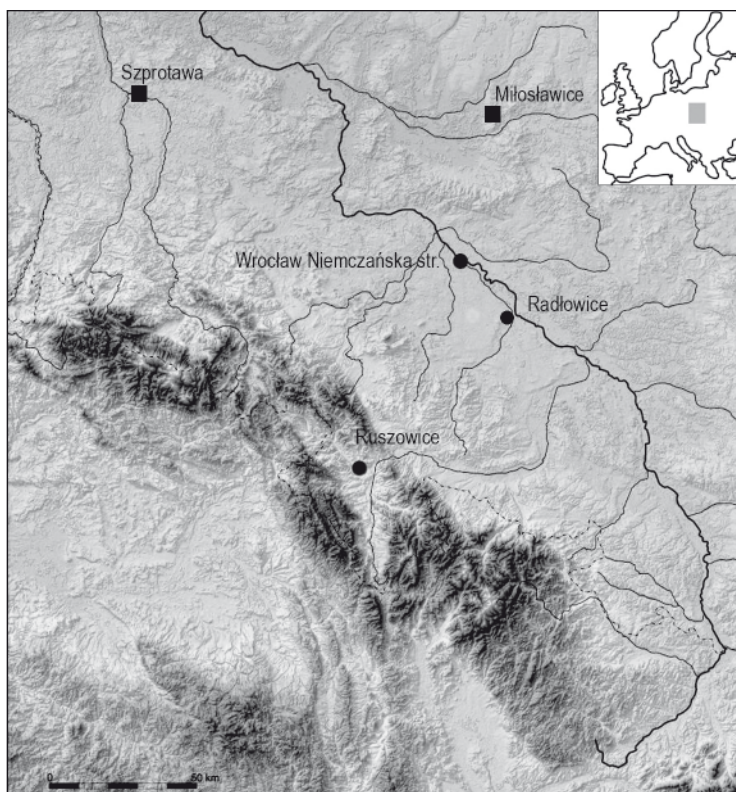 Szprotawa
Miłosławice
Wrocław Niemczańska str.
Radłowice
Ruszowice
0 50 km